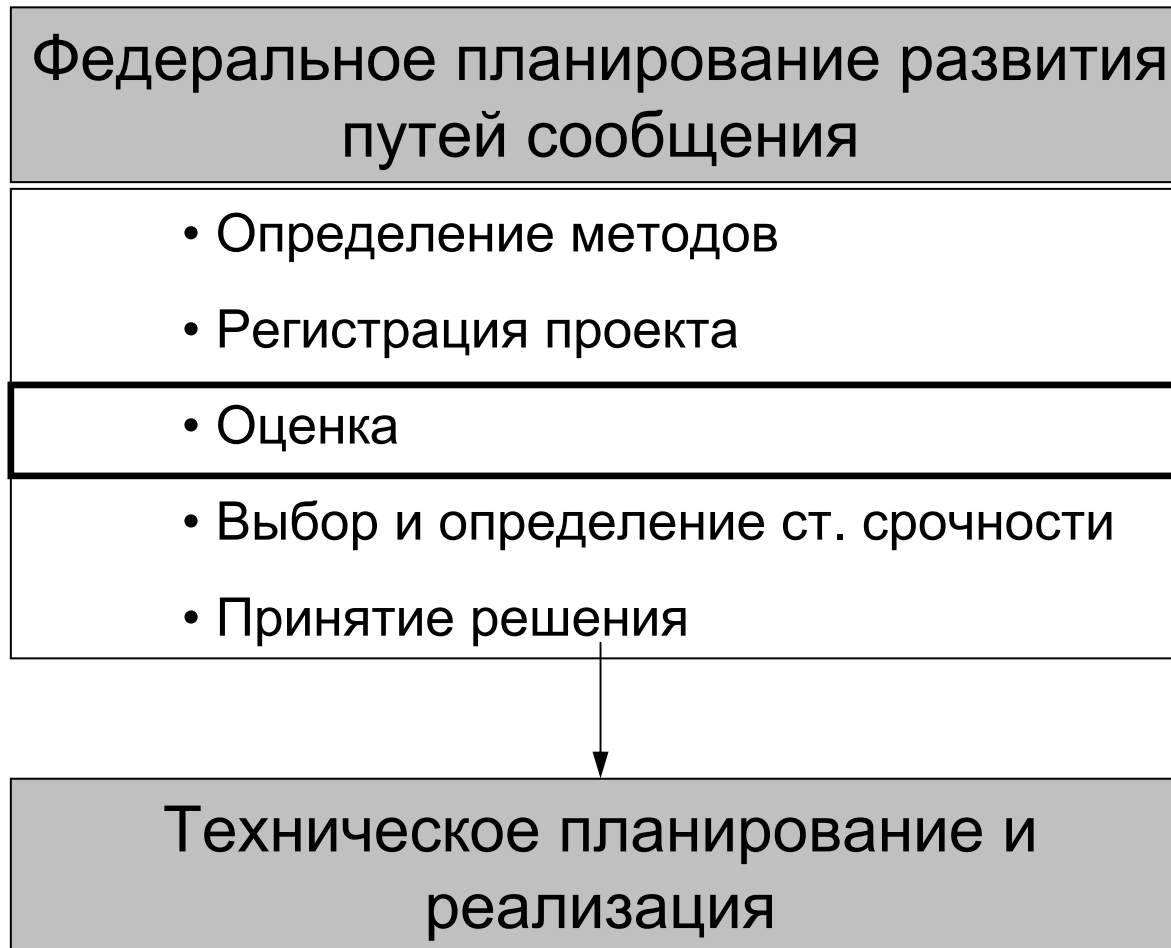 Федеральное планирование развития
путей сообщения
• Определение методов
• Регистрация проекта
• Оценка
• Выбор и определение ст. срочности
• Принятие решения
Техническое планирование и
реализация